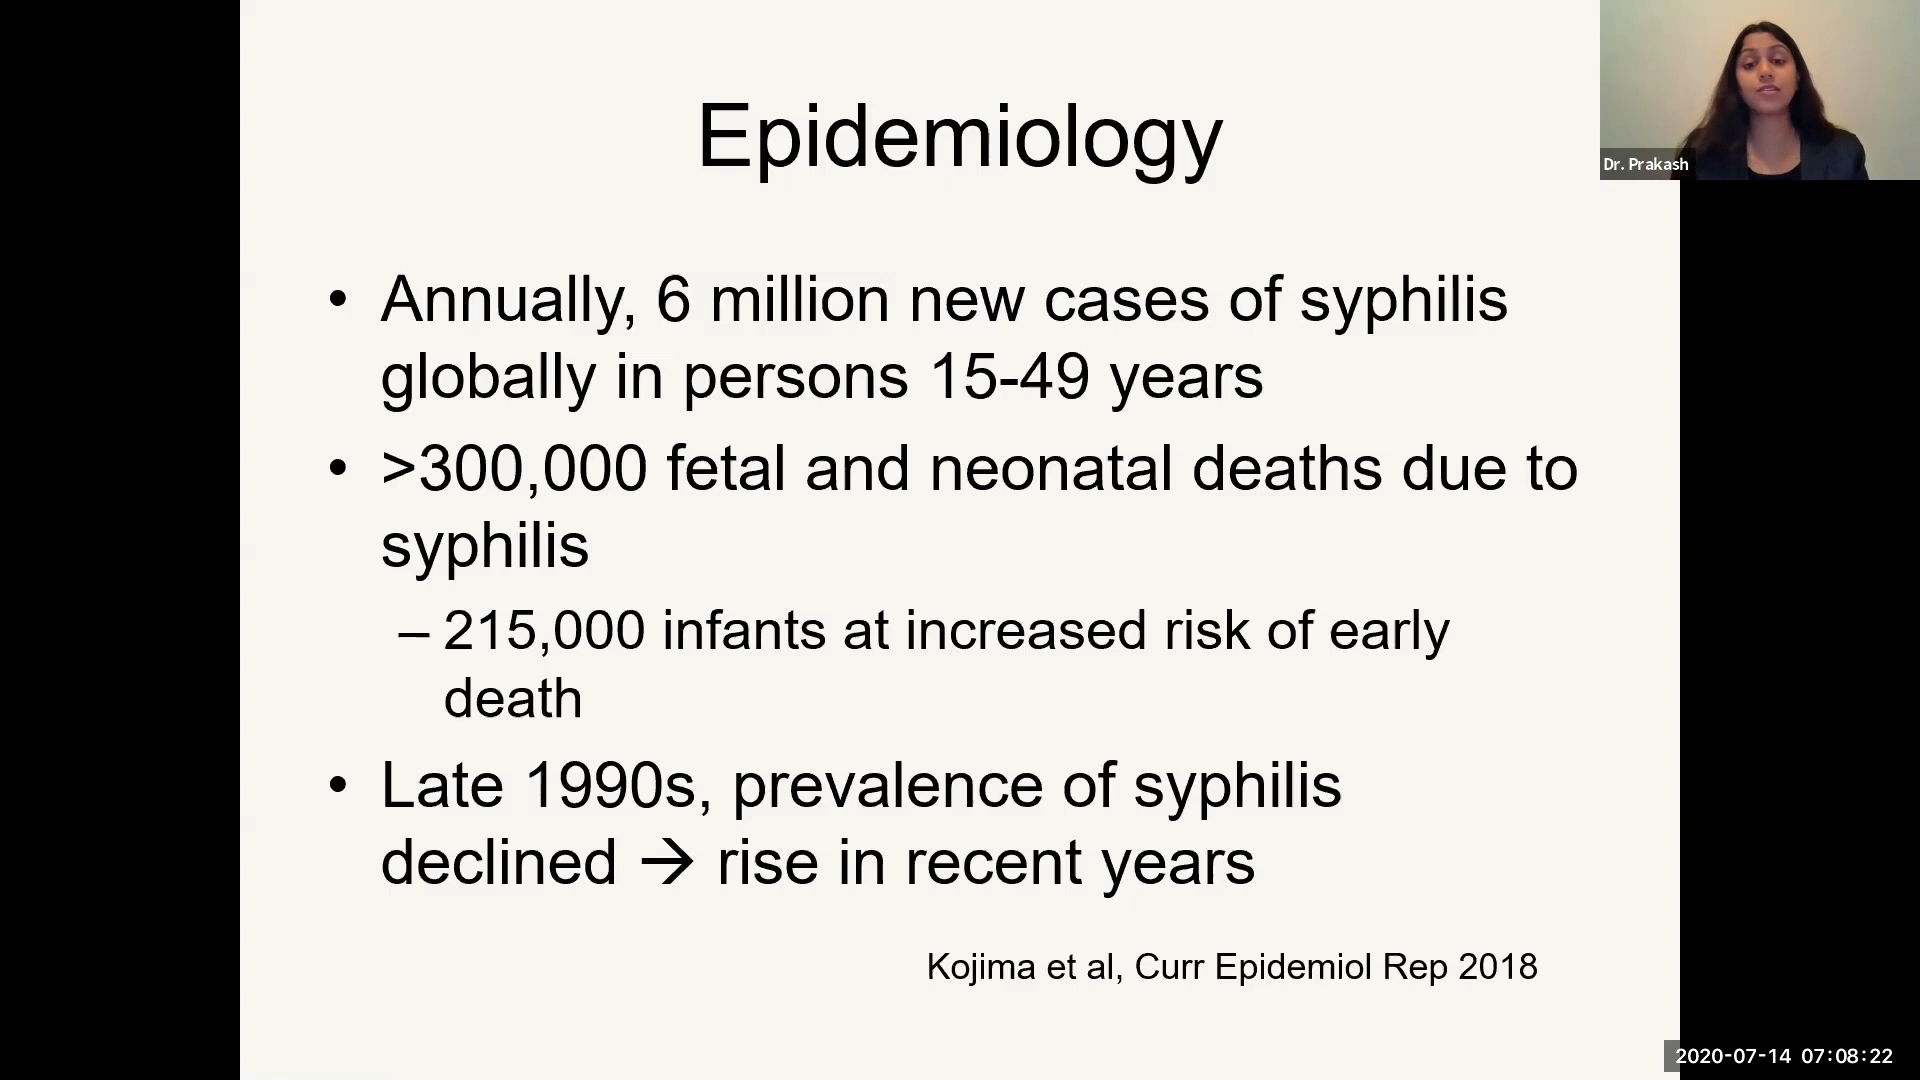 Epidemiology
Dr. Prakash
• Annually, 6 million new cases of syphilis
globally in persons 15-49 years
• >300,000 fetal and neonatal deaths due to
syphilis
– 215,000 infants at increased risk of early
death
• Late 1990s, prevalence of syphilis
declined → rise in recent years
Kojima et al, Curr Epidemiol Rep 2018
2020-07-14 07:08:22